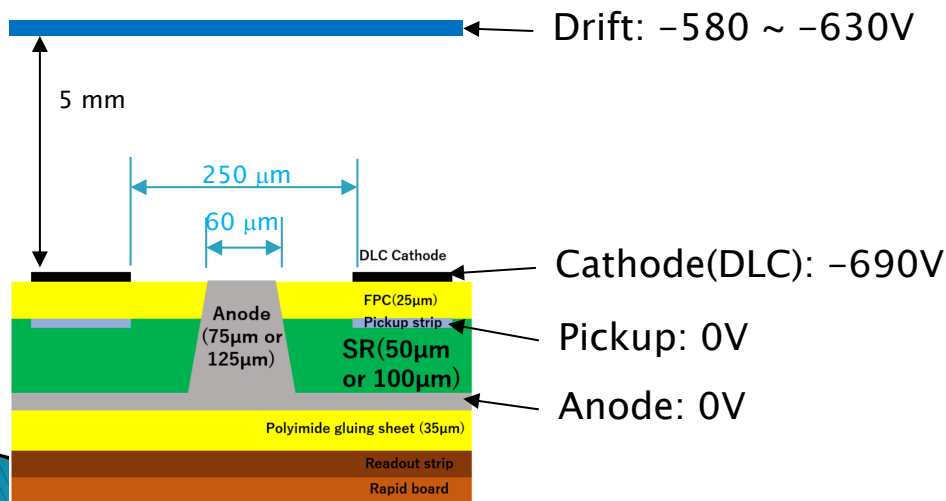 Drift: −580 ~ −630V
5 mm
250 μm
60 μm
DLC Cathode
Cathode(DLC): −690V
FPC(25μm)
Anode
(75μm or
125μm)
Pickup strip
Pickup: 0V
SR(50μm
or 100μm)
Anode: 0V
Polyimide gluing sheet (35μm)
Readout strip
Rapid board